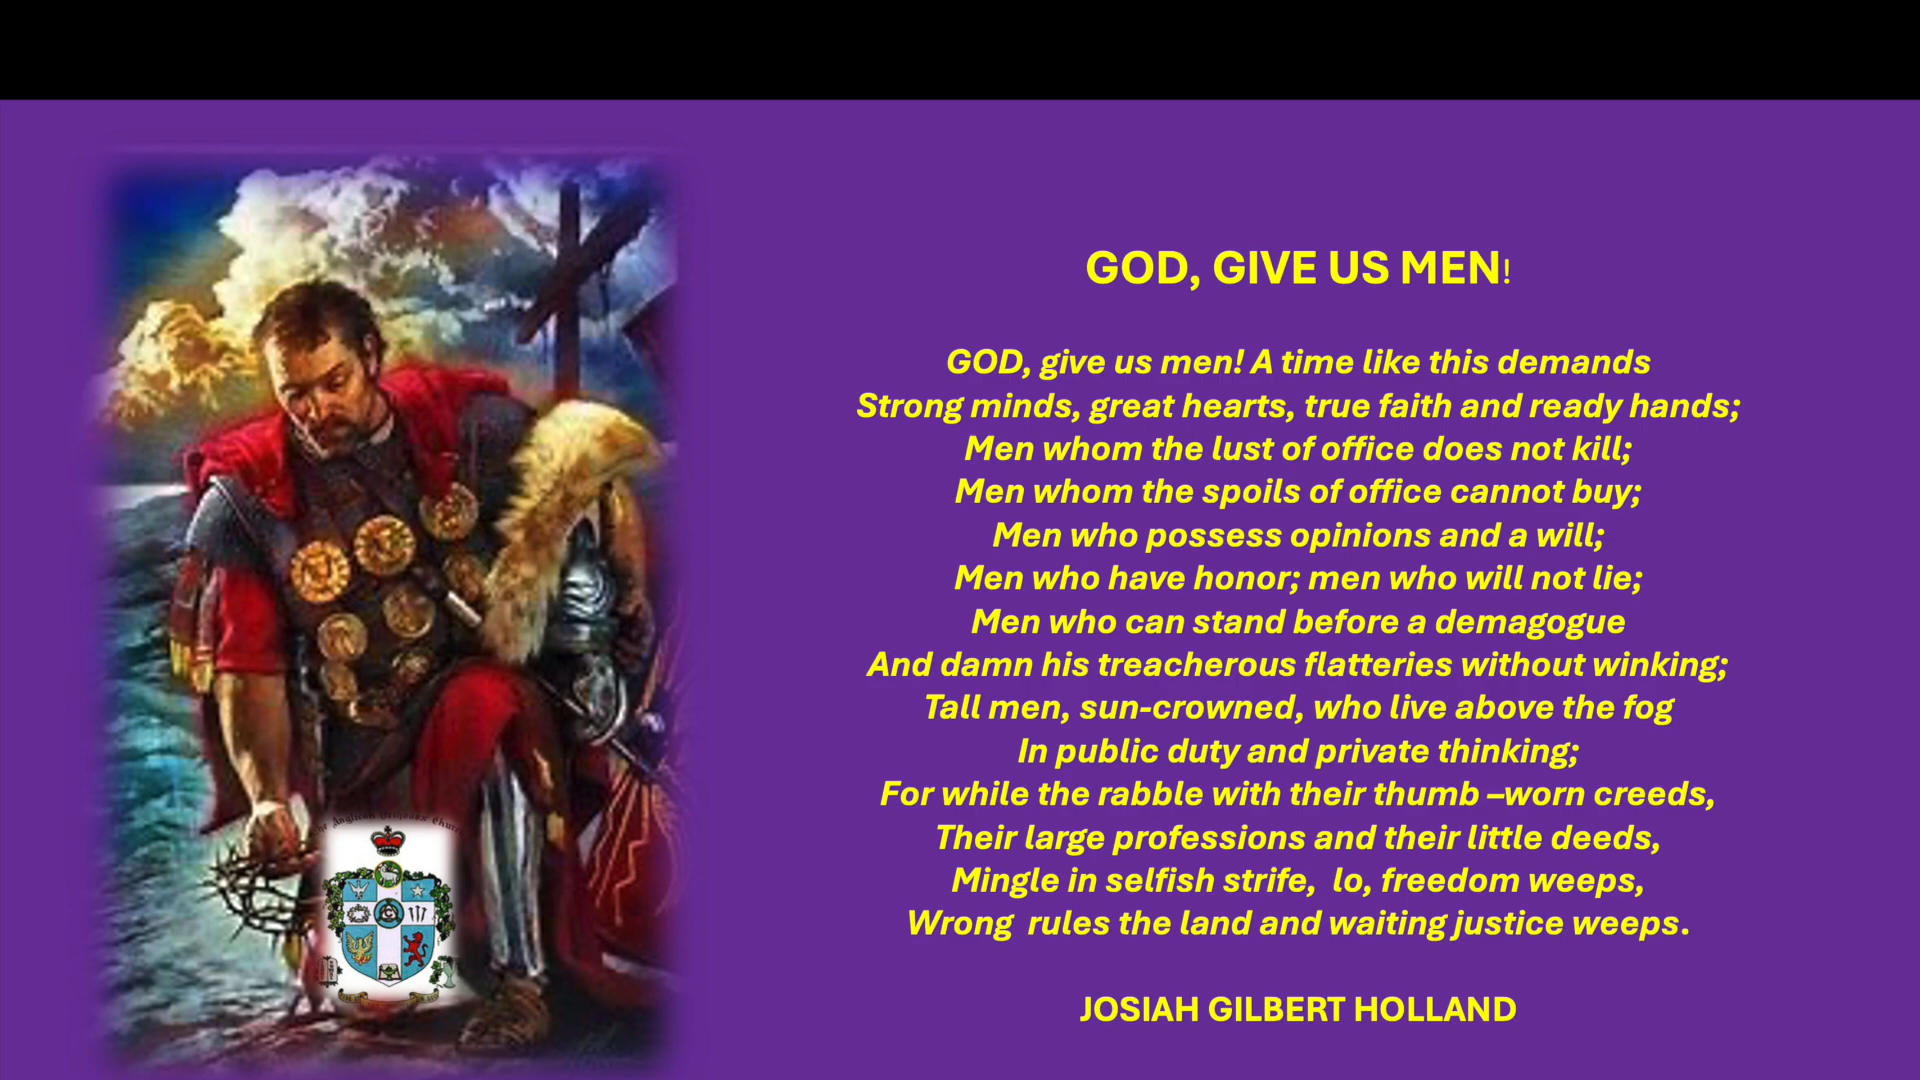 GOD, GIVE US MEN!
GOD, give us men! A time like this demands
Strong minds, great hearts, true faith and ready hands;
Men whom the lust of office does not kill;
Men whom the spoils of office cannot buy;
Men who possess opinions and a will;
Men who have honor; men who will not lie;
Men who can stand before a demagogue
And damn his treacherous flatteries without winking;
Tall men, sun-crowned, who live above the fog
In public duty and private thinking;
For while the rabble with their thumb –worn creeds,
Their large professions and their little deeds,
Mingle in selfish strife,  lo, freedom weeps,
Wrong  rules the land and waiting justice weeps.
JOSIAH GILBERT HOLLAND
Anglican Orthodox Church